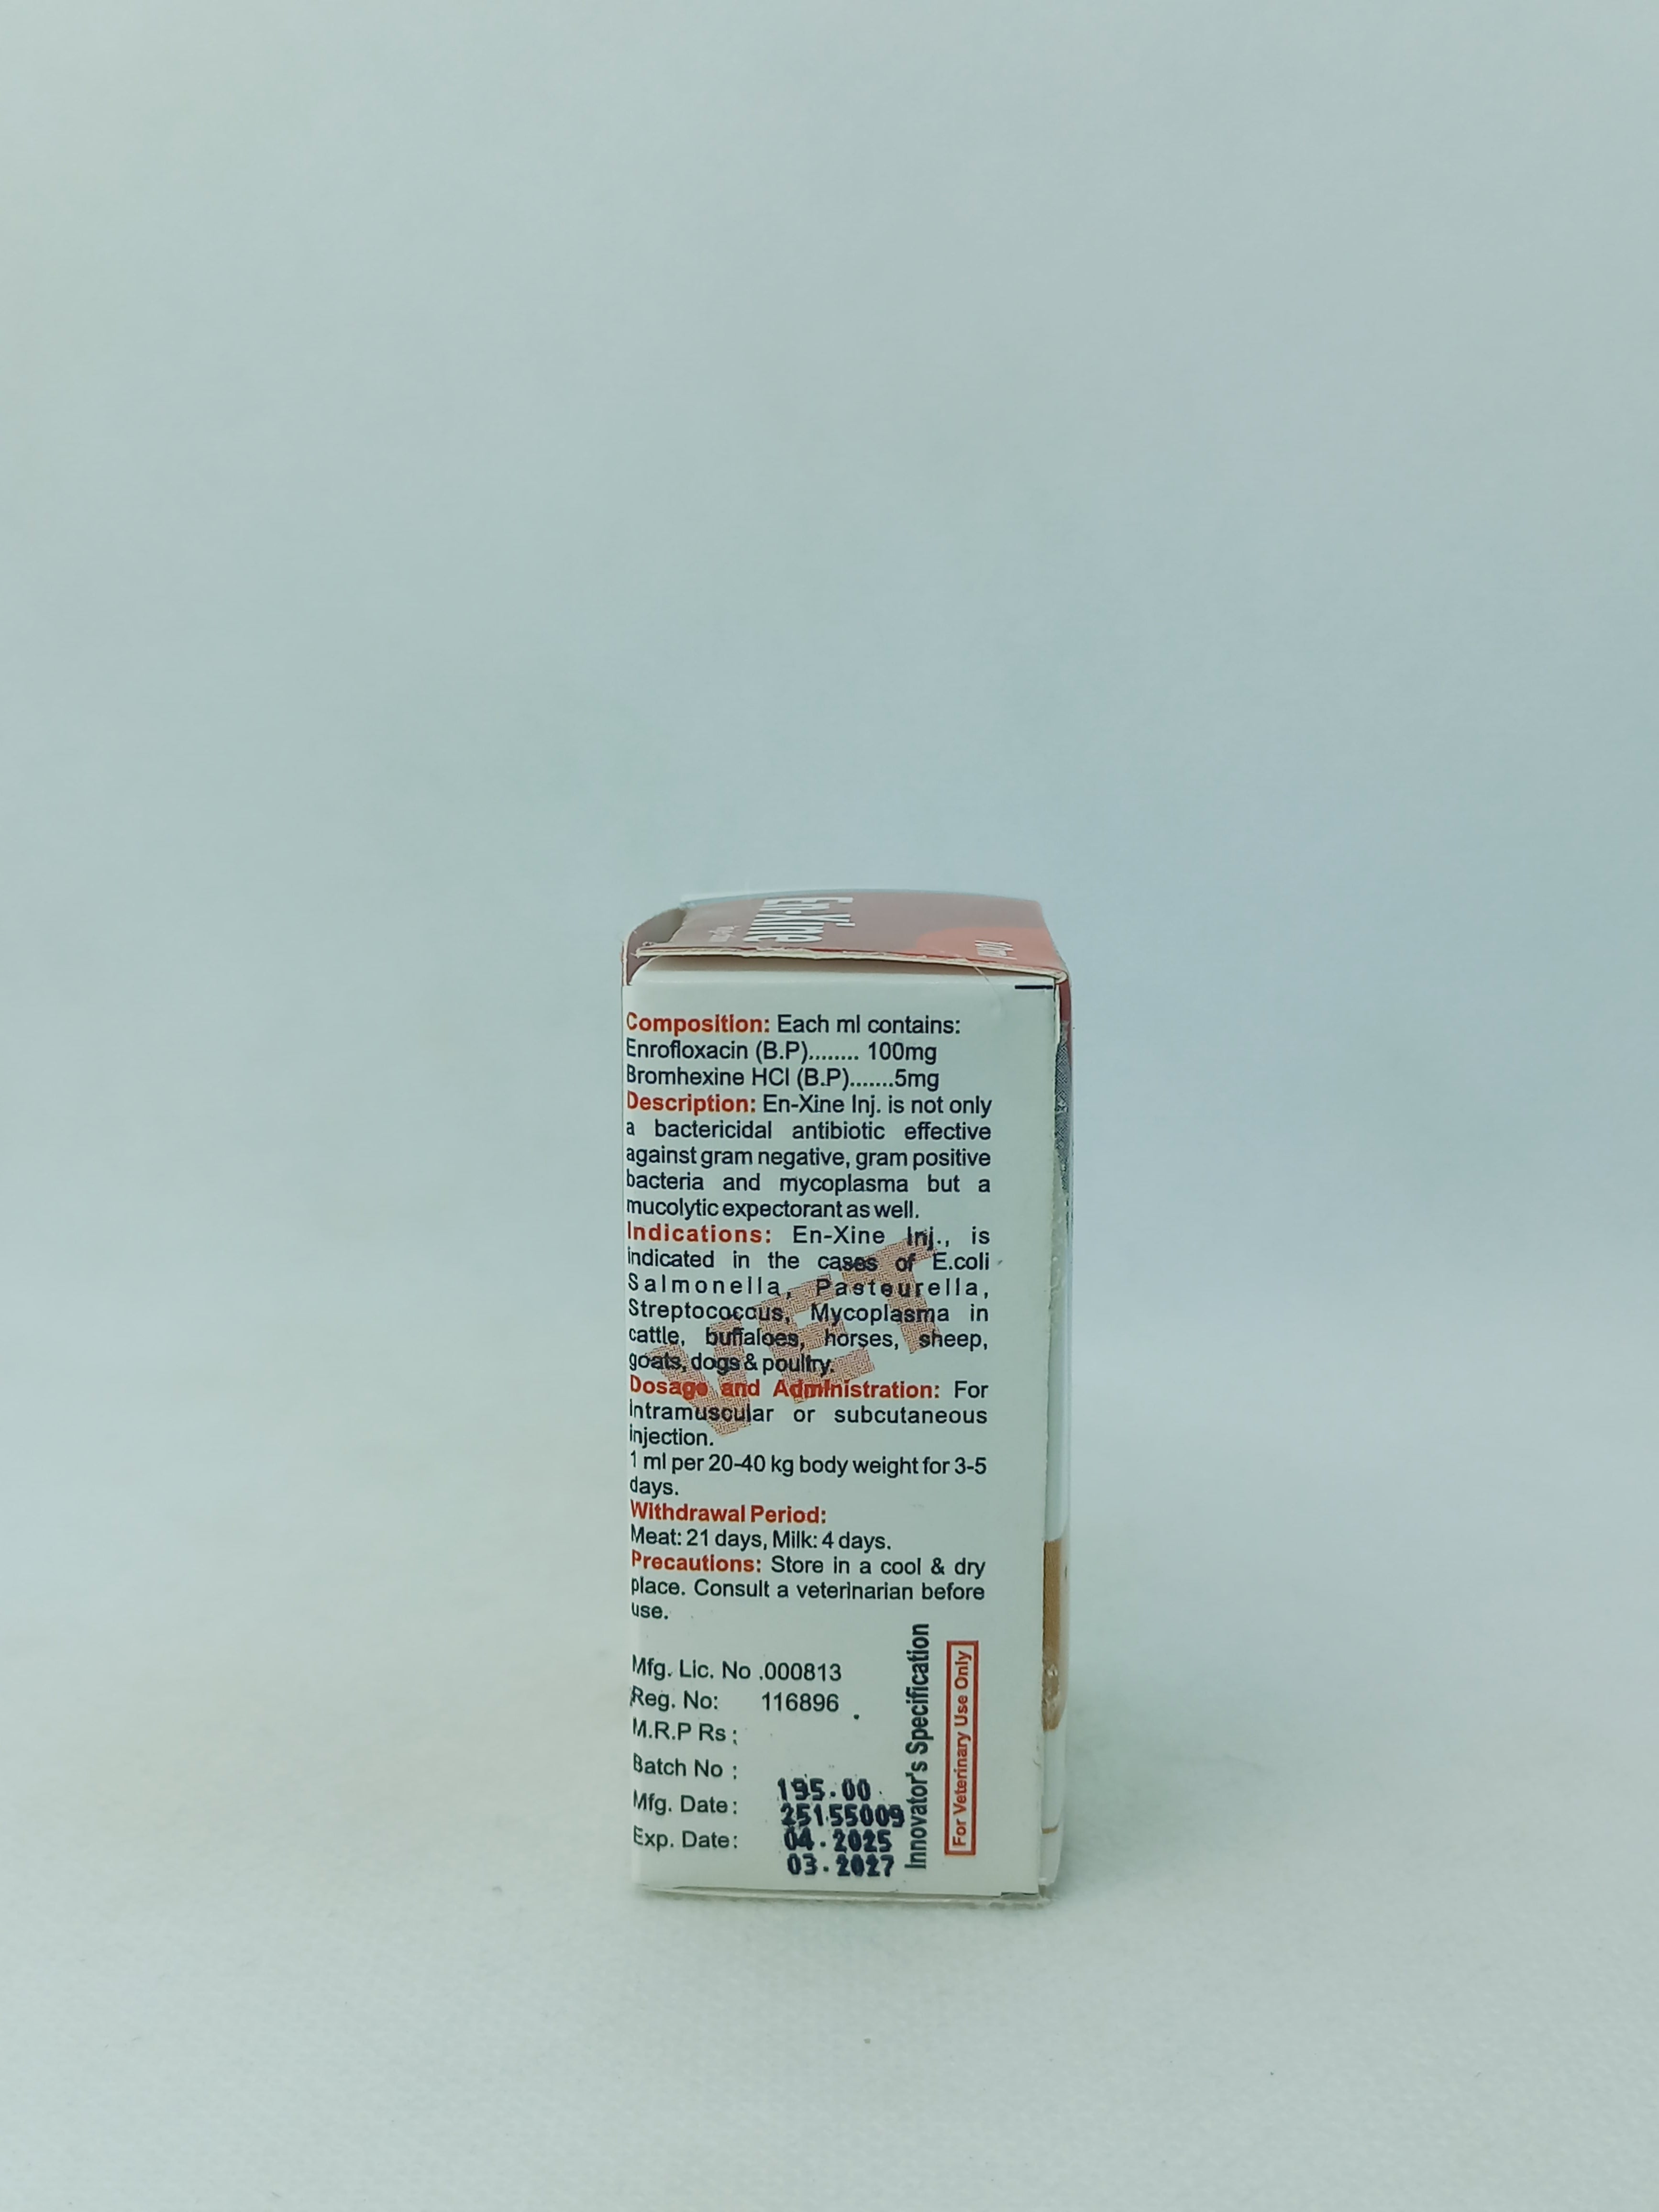 En-Xine
10ml
Composition: Each ml contains:
Enrofloxacin (B.P)........ 100mg
Bromhexine HCl (B.P).......5mg
Description: En-Xine Inj. is not only
a bactericidal antibiotic effective
against gram negative, gram positive
bacteria and mycoplasma but a
mucolytic expectorant as well.
Indications: En-Xine Inj., is
indicated in the cases of E.coli
Salmonella, Pasteurella,
Streptococcus, Mycoplasma in
cattle, buffaloes, horses, sheep,
goats, dogs & poultry.
VET
Dosage and Administration: For
intramuscular or subcutaneous
injection.
1 ml per 20-40 kg body weight for 3-5
days.
Withdrawal Period:
Meat: 21 days, Milk: 4 days.
Precautions: Store in a cool & dry
place. Consult a veterinarian before
use.
Mfg. Lic. No .000813
Reg. No: 116896
M.R.P Rs :
Batch No :
Mfg. Date :
Exp. Date:
195.00
25155009
04.2025
03.2027
Innovator's Specification
For Veterinary Use Only